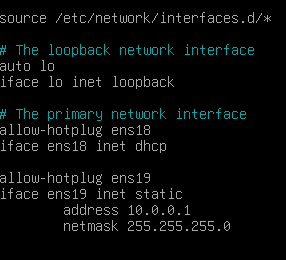 source /etc/network/interfaces.d/*
# The loopback network interface
auto lo
iface lo inet loopback
# The primary network interface
allow-hotplug ens18
iface ens18 inet dhcp
allow-hotplug ens19
iface ens19 inet static
address 10.0.0.1
netmask 255.255.255.0